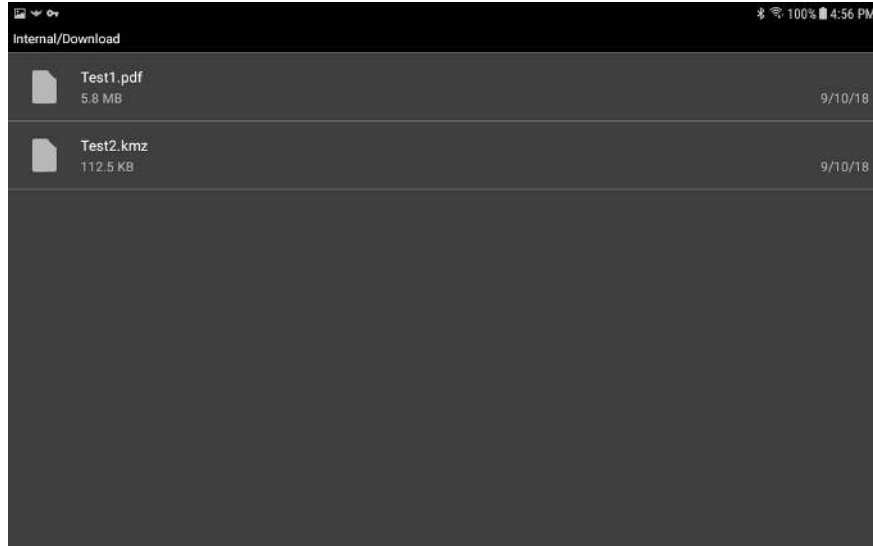 100% 4:56 PM
Internal/Download
Test1.pdf
5.8 MB
9/10/18
Test2.kmz
112.5 KB
9/10/18